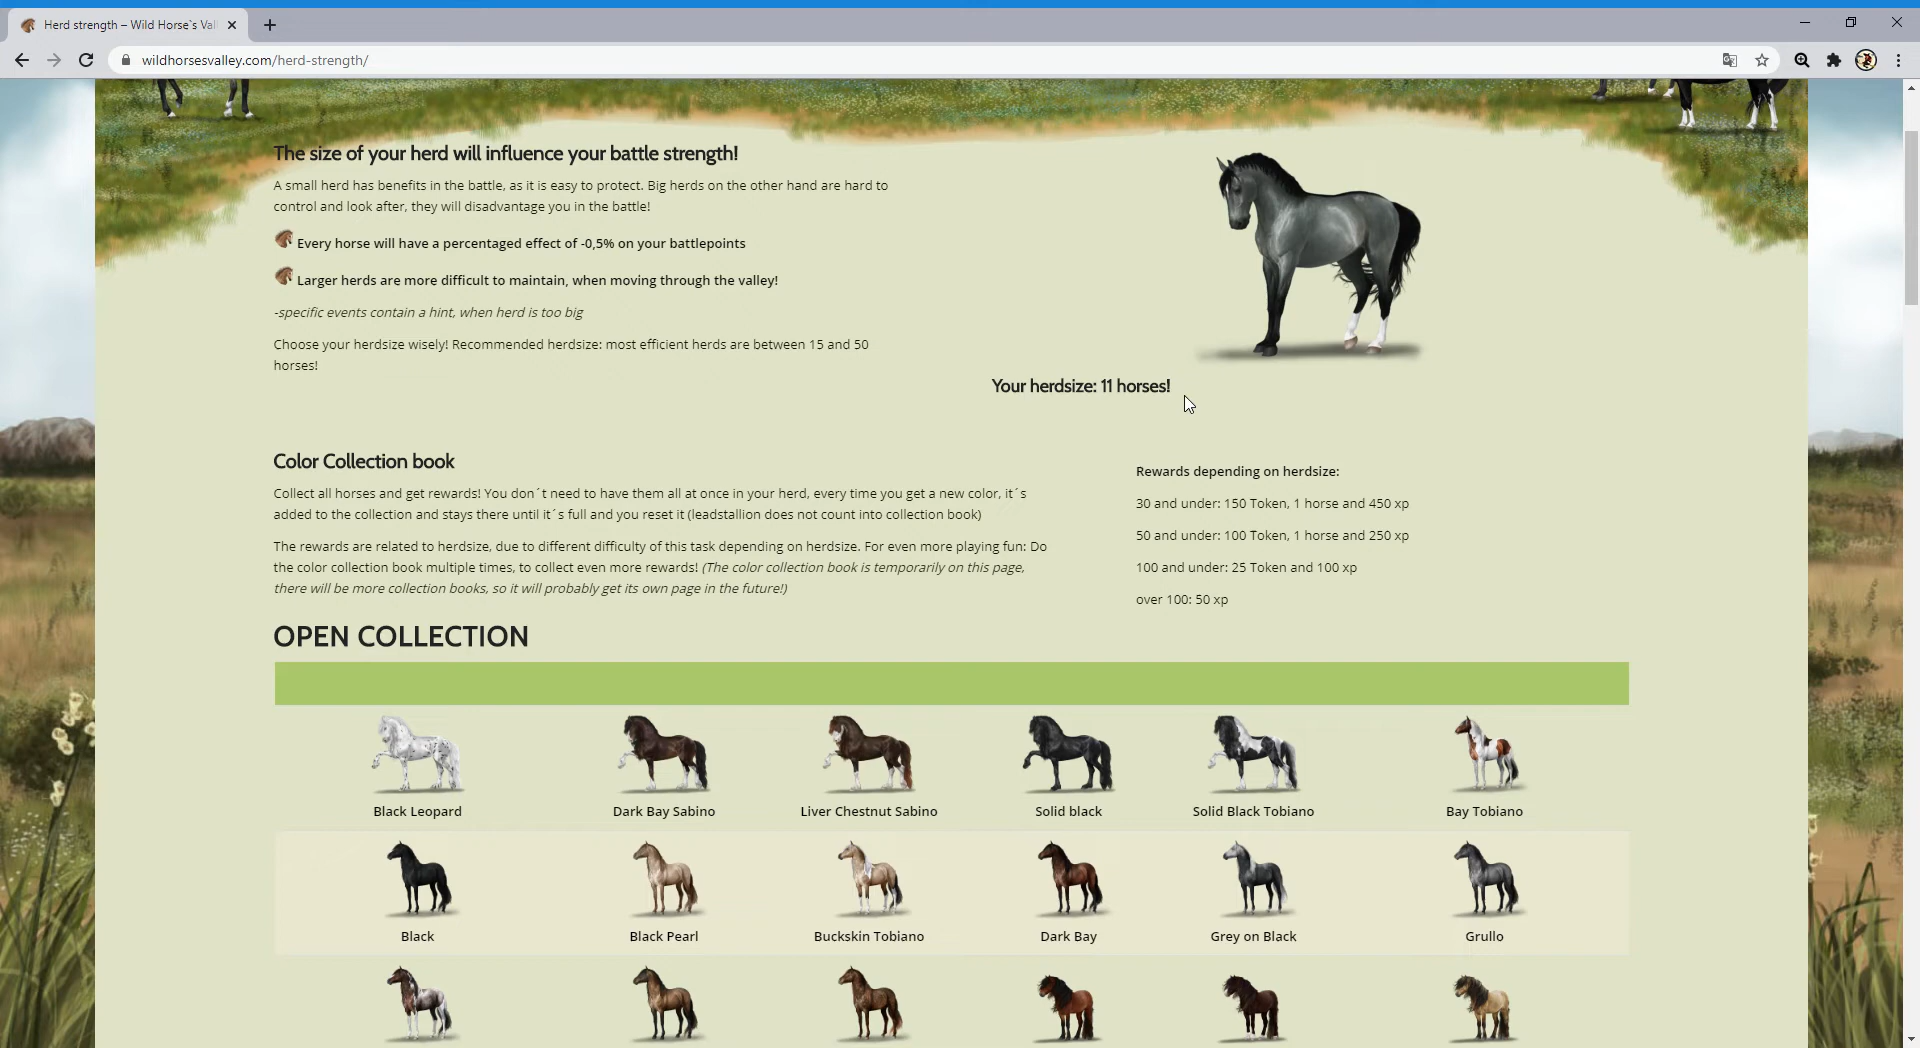 Herd strength – Wild Horse`s Val
wildhorsesvalley.com/herd-strength/
The size of your herd will influence your battle strength!
A small herd has benefits in the battle, as it is easy to protect. Big herds on the other hand are hard to
control and look after, they will disadvantage you in the battle!
Every horse will have a percentaged effect of -0,5% on your battlepoints
Larger herds are more difficult to maintain, when moving through the valley!
-specific events contain a hint, when herd is too big
Choose your herdsize wisely! Recommended herdsize: most efficient herds are between 15 and 50
horses!
Your herdsize: 11 horses!
Color Collection book
Collect all horses and get rewards! You don´t need to have them all at once in your herd, every time you get a new color, it´s
added to the collection and stays there until it´s full and you reset it (leadstallion does not count into collection book)
The rewards are related to herdsize, due to different difficulty of this task depending on herdsize. For even more playing fun: Do
the color collection book multiple times, to collect even more rewards! (The color collection book is temporarily on this page,
there will be more collection books, so it will probably get its own page in the future!)
Rewards depending on herdsize:
30 and under: 150 Token, 1 horse and 450 xp
50 and under: 100 Token, 1 horse and 250 xp
100 and under: 25 Token and 100 xp
over 100: 50 xp
OPEN COLLECTION
Black Leopard Dark Bay Sabino Liver Chestnut Sabino Solid black Solid Black Tobiano Bay Tobiano
Black Black Pearl Buckskin Tobiano Dark Bay Grey on Black Grullo